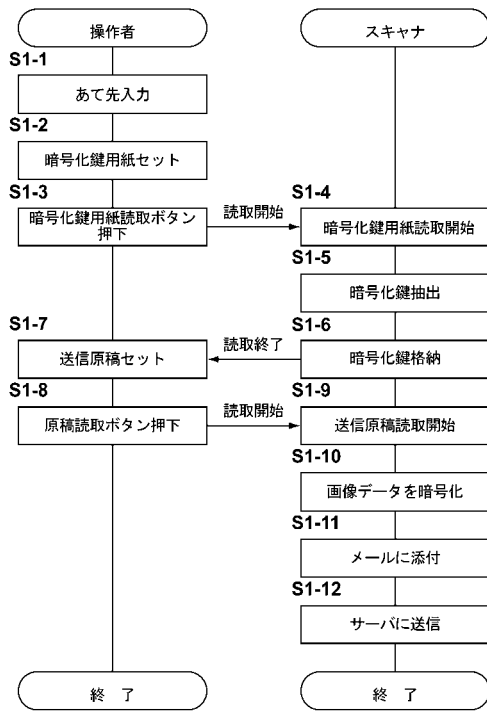 操作者
スキャナ
S1-1
あて先入力
S1-2
暗号化鍵用紙セット
S1-3
暗号化鍵用紙読取ボタン
押下
読取開始
S1-4
暗号化鍵用紙読取開始
S1-5
暗号化鍵抽出
S1-7
送信原稿セット
読取終了
S1-6
暗号化鍵格納
S1-8
原稿読取ボタン押下
読取開始
S1-9
送信原稿読取開始
S1-10
画像データを暗号化
S1-11
メールに添付
S1-12
サーバに送信
終 了
終 了